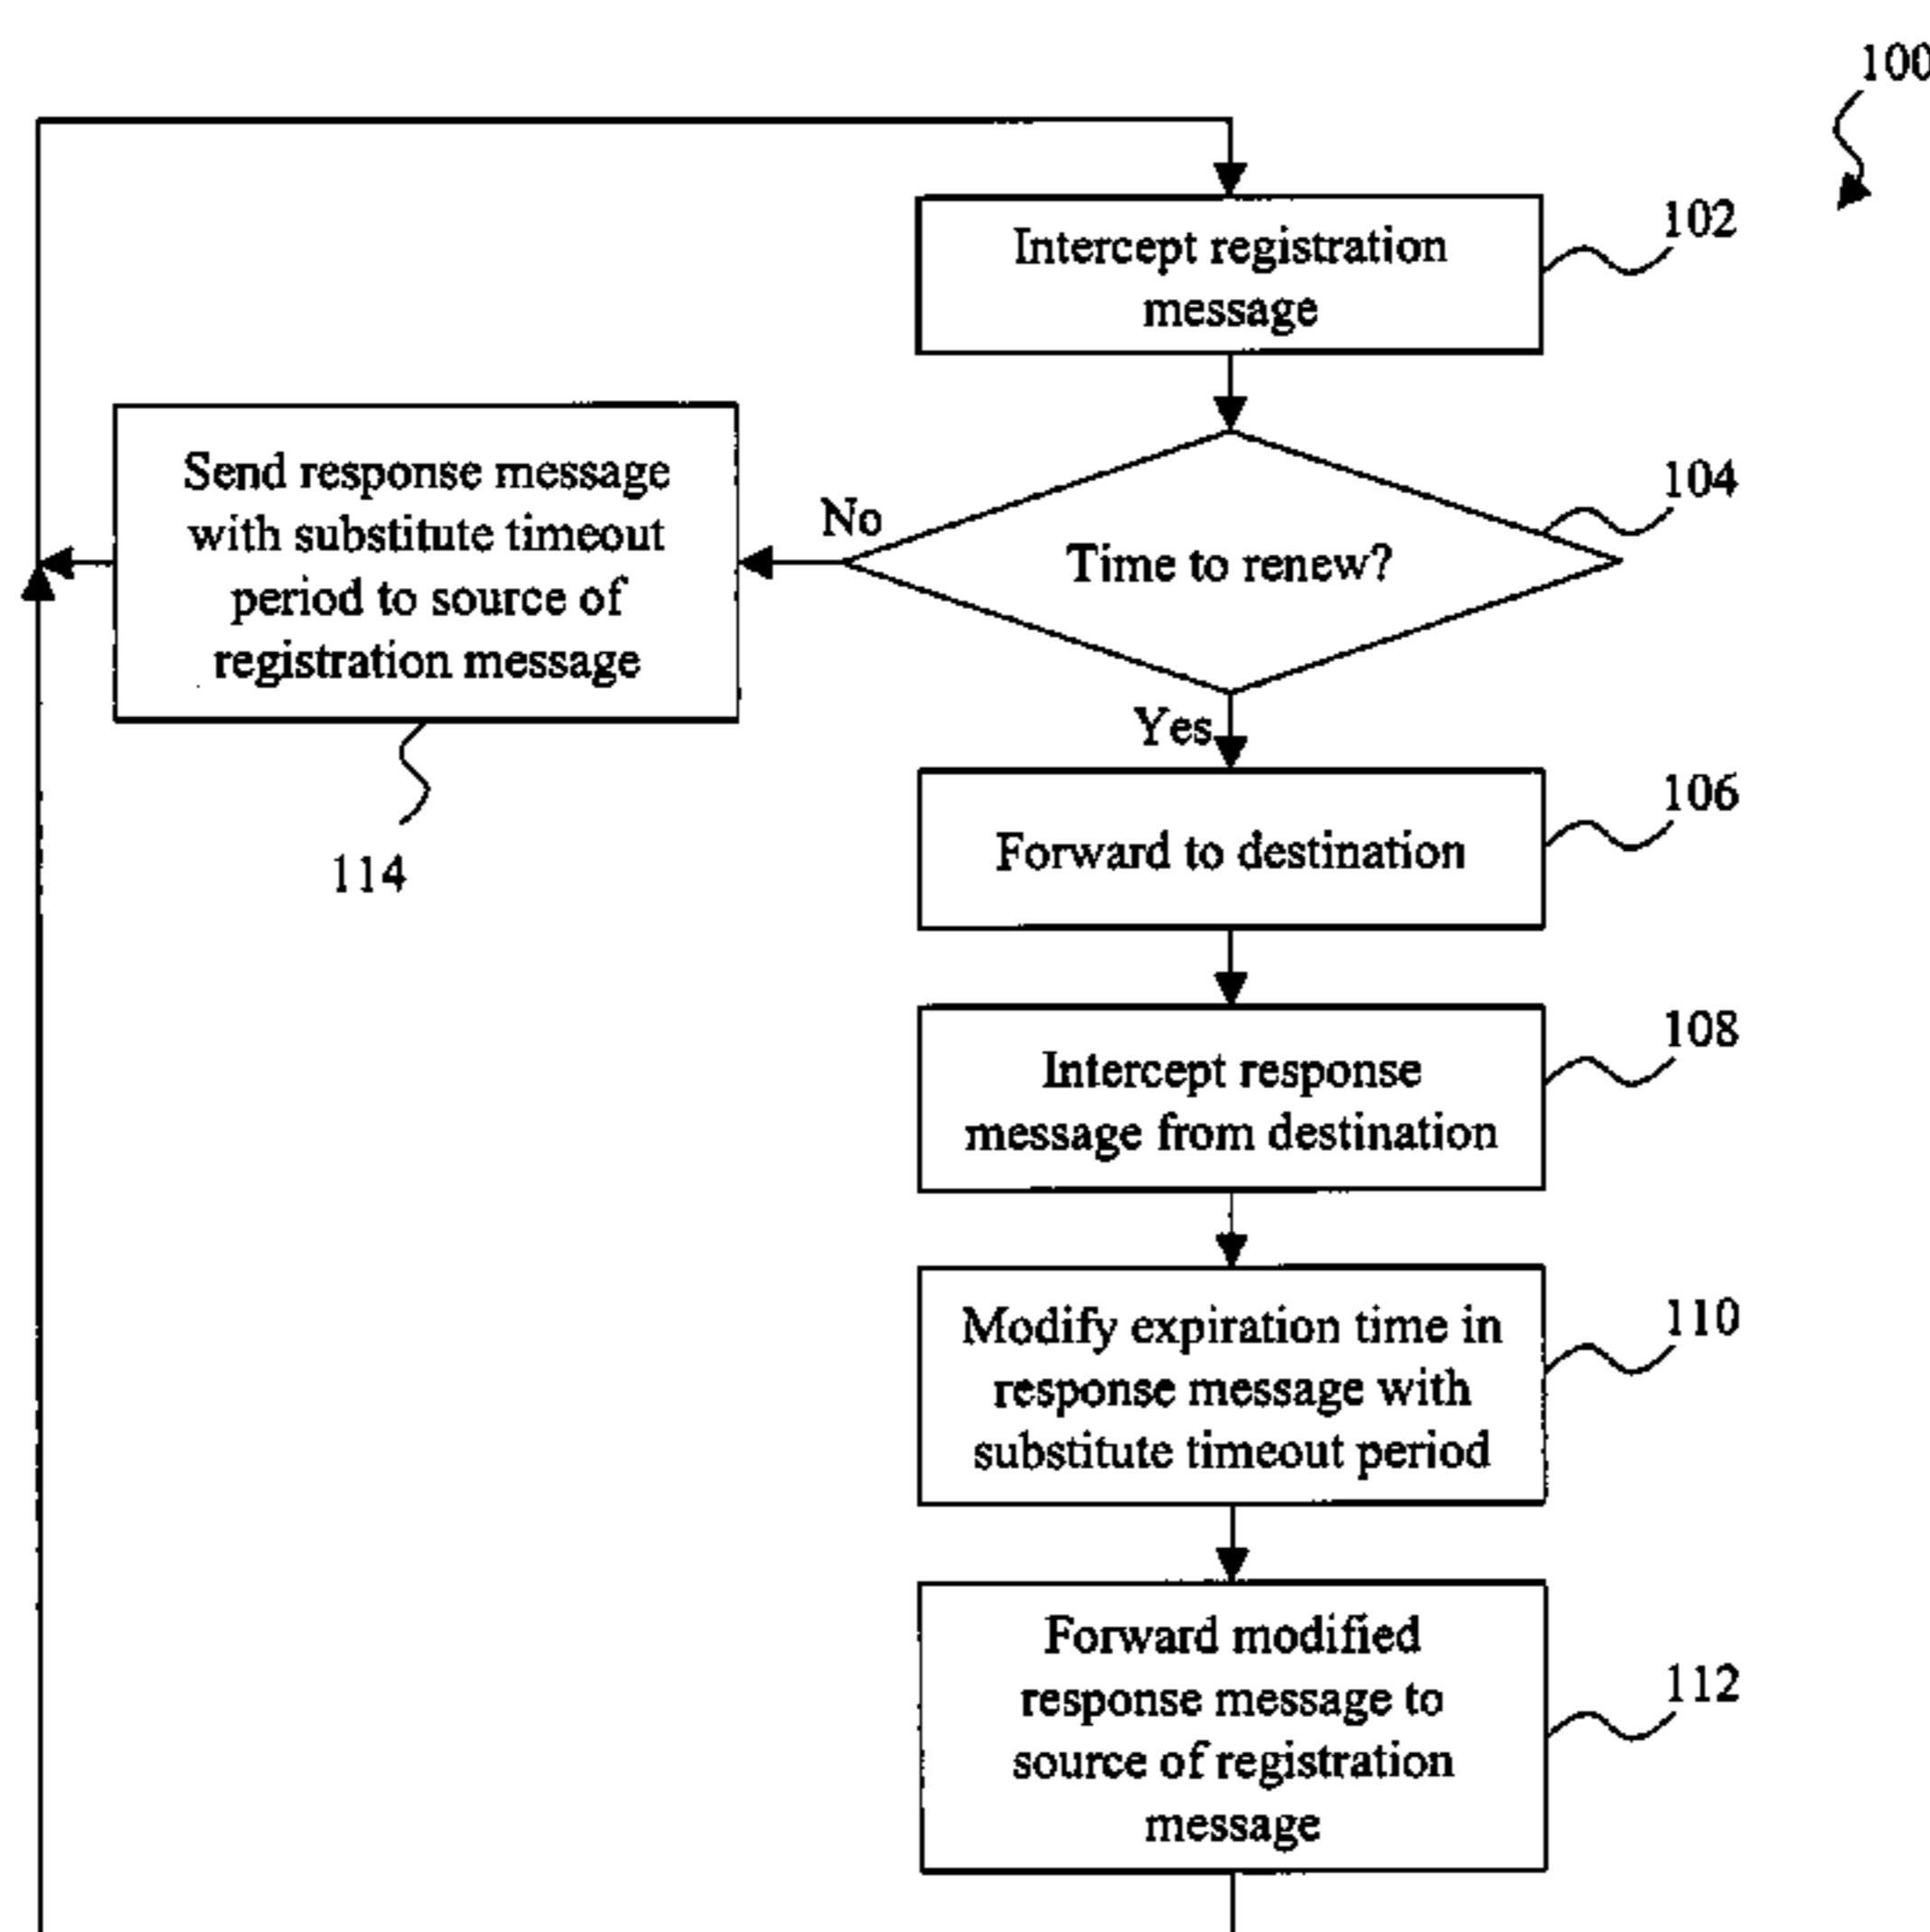 100
Intercept registration
message
102
Send response message
with substitute timeout
period to source of
registration message
114
No
Time to renew?
104
Yes
Forward to destination
106
Intercept response
message from destination
108
Modify expiration time in
response message with
substitute timeout period
110
Forward modified
response message to
source of registration
message
112